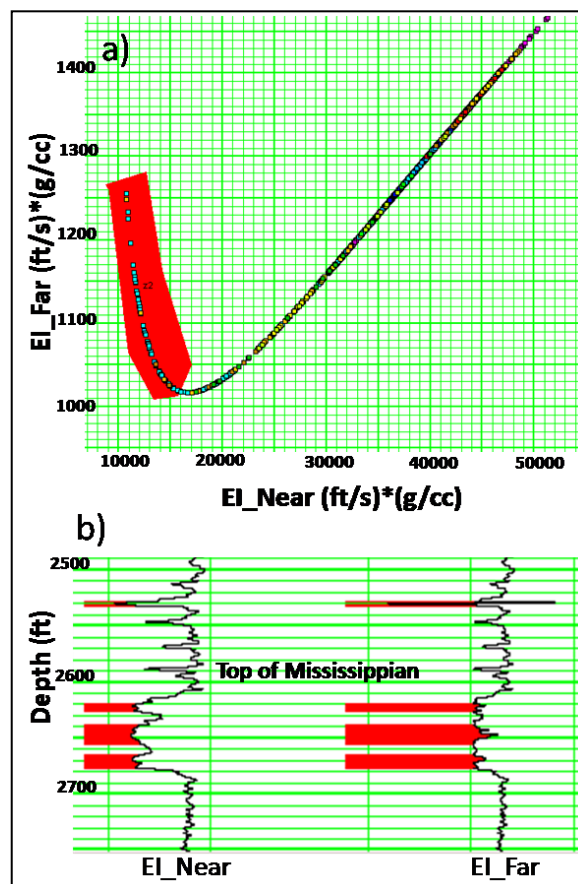 a)
1400
1300
1200
1100
1000
EI_Far (ft/s)*(g/cc)
z2
10000 20000 30000 40000 50000
EI_Near (ft/s)*(g/cc)
b)
2500
2600
2700
Depth (ft)
Top of Mississippian
EI_Near EI_Far